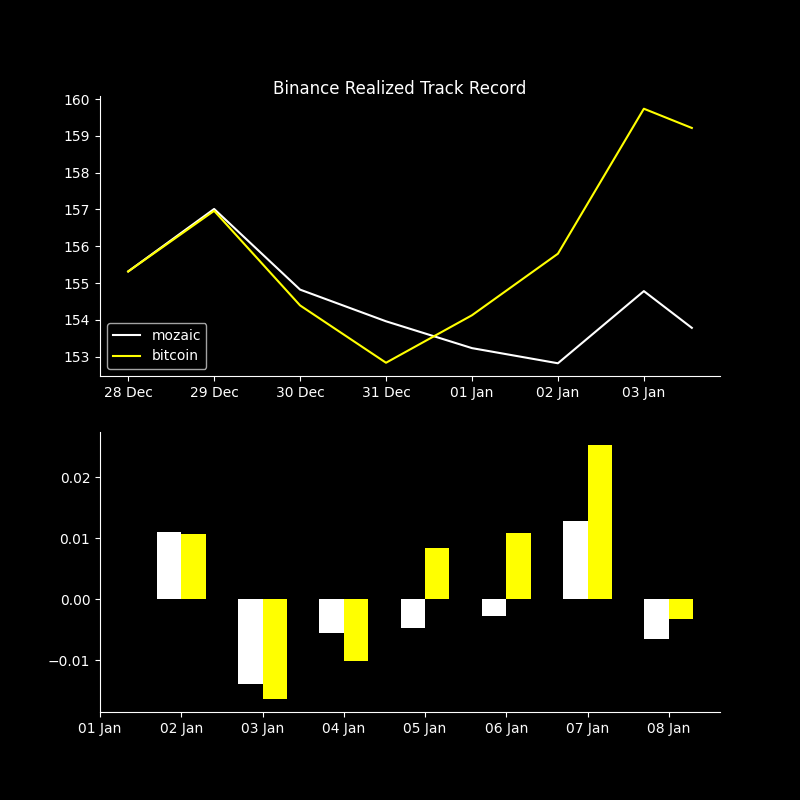 Binance Realized Track Record
160
159
158
157
156
155
154
153
mozaic
bitcoin
28 Dec 29 Dec 30 Dec 31 Dec 01 Jan 02 Jan 03 Jan
0.02
0.01
0.00
−0.01
01 Jan 02 Jan 03 Jan 04 Jan 05 Jan 06 Jan 07 Jan 08 Jan